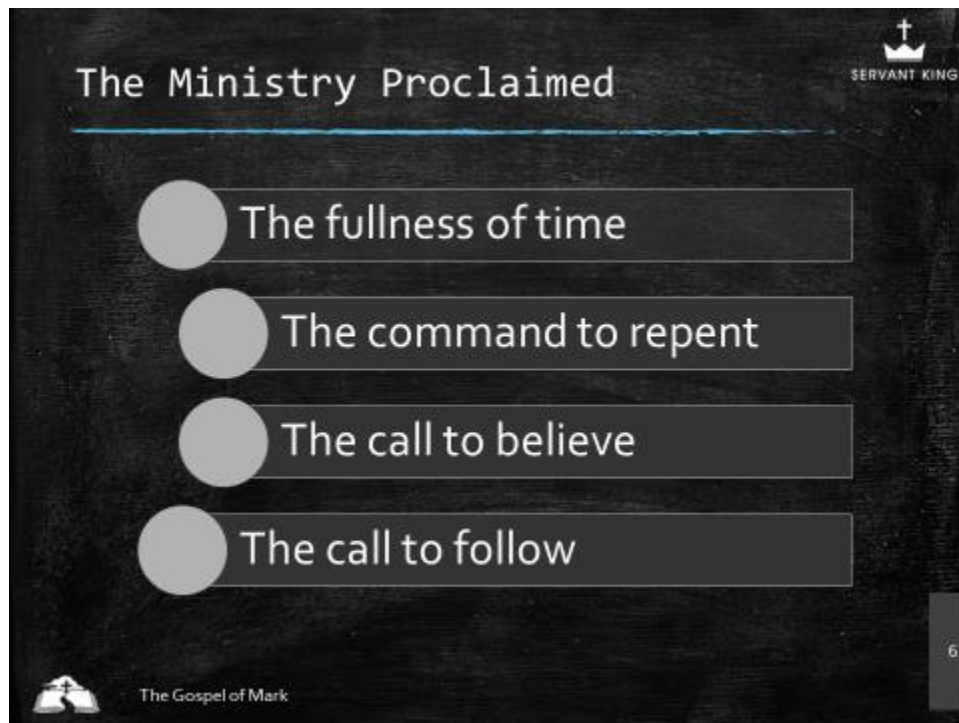 SERVANT KING
The Ministry Proclaimed
The fullness of time
The command to repent
The call to believe
The call to follow
6
The Gospel of Mark